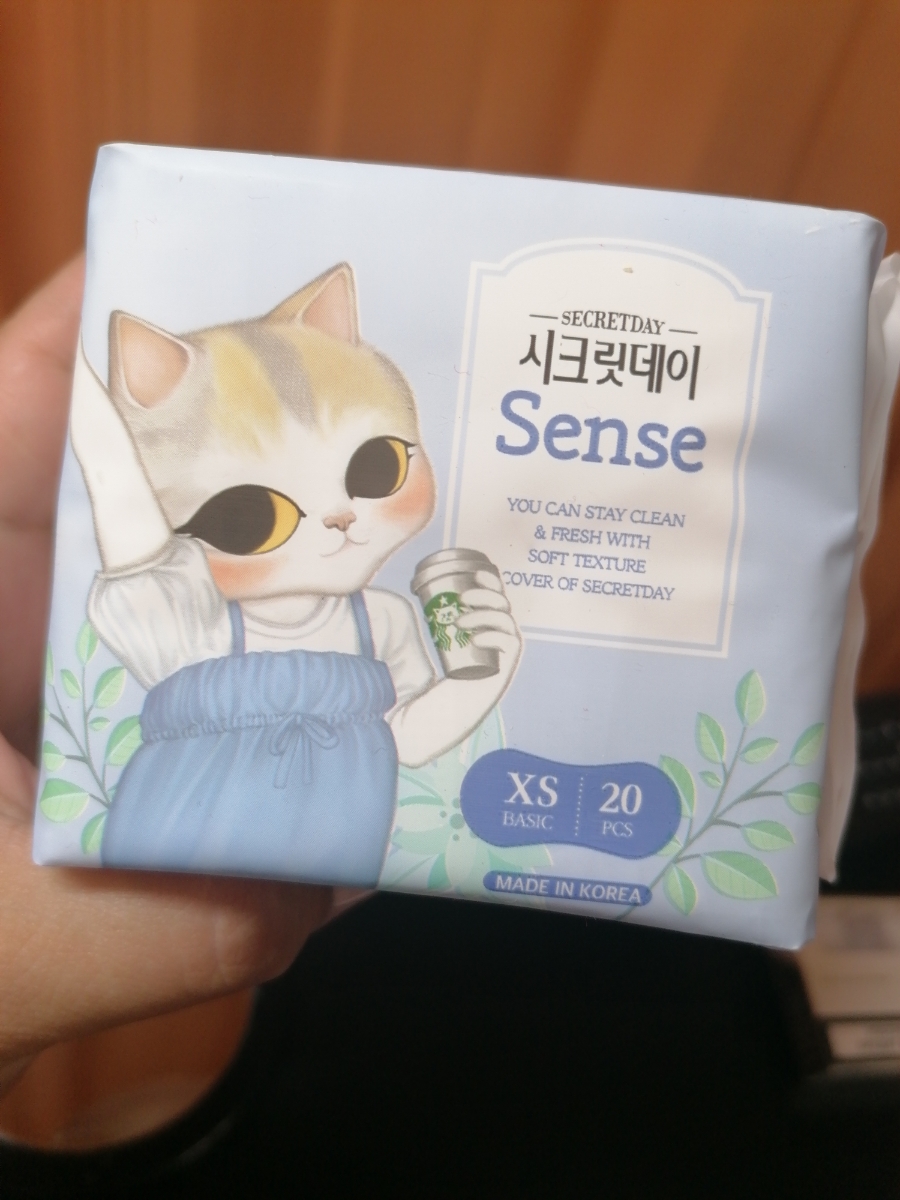 SECRETDAY
시크릿데이
Sense
YOU CAN STAY CLEAN
& FRESH WITH
SOFT TEXTURE
COVER OF SECRETDAY
XS
BASIC
20
PCS
MADE IN KOREA